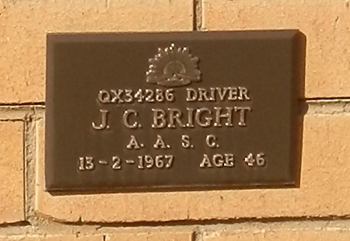 QX34286 DRIVER
J. C. BRIGHT
A. A. S. C.
13-2-1967 AGE 46